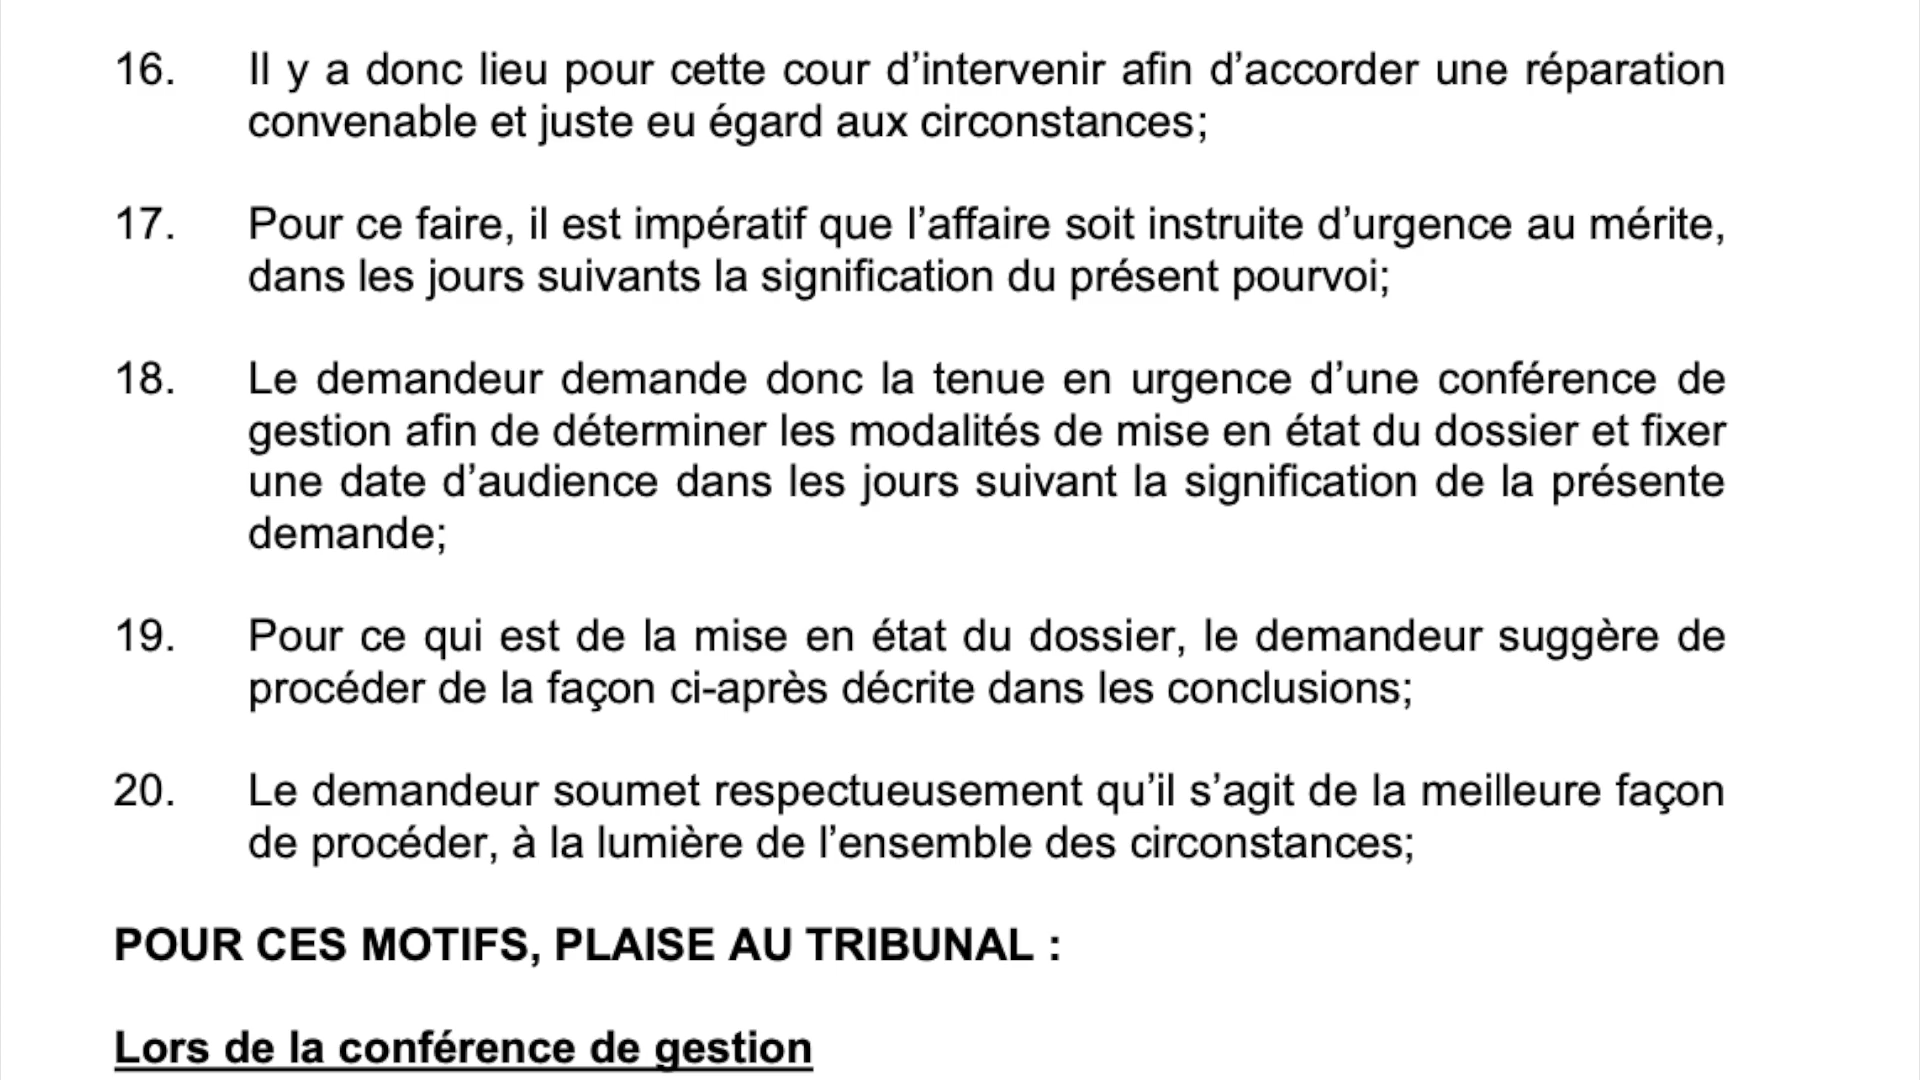 16. Il y a donc lieu pour cette cour d’intervenir afin d’accorder une réparation
convenable et juste eu égard aux circonstances;
17. Pour ce faire, il est impératif que l’affaire soit instruite d’urgence au mérite,
dans les jours suivants la signification du présent pourvoi;
18. Le demandeur demande donc la tenue en urgence d’une conférence de
gestion afin de déterminer les modalités de mise en état du dossier et fixer
une date d’audience dans les jours suivant la signification de la présente
demande;
19. Pour ce qui est de la mise en état du dossier, le demandeur suggère de
procéder de la façon ci-après décrite dans les conclusions;
20. Le demandeur soumet respectueusement qu’il s’agit de la meilleure façon
de procéder, à la lumière de l’ensemble des circonstances;
POUR CES MOTIFS, PLAISE AU TRIBUNAL :
Lors de la conférence de gestion